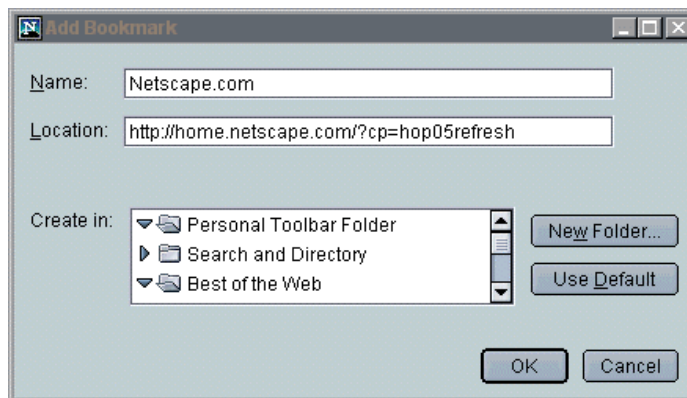 N Add Bookmark
Name: Netscape.com
Location: http://home.netscape.com/?cp=hop05refresh
Create in: Personal Toolbar Folder
New Folder...
Search and Directory
Use Default
Best of the Web
OK Cancel